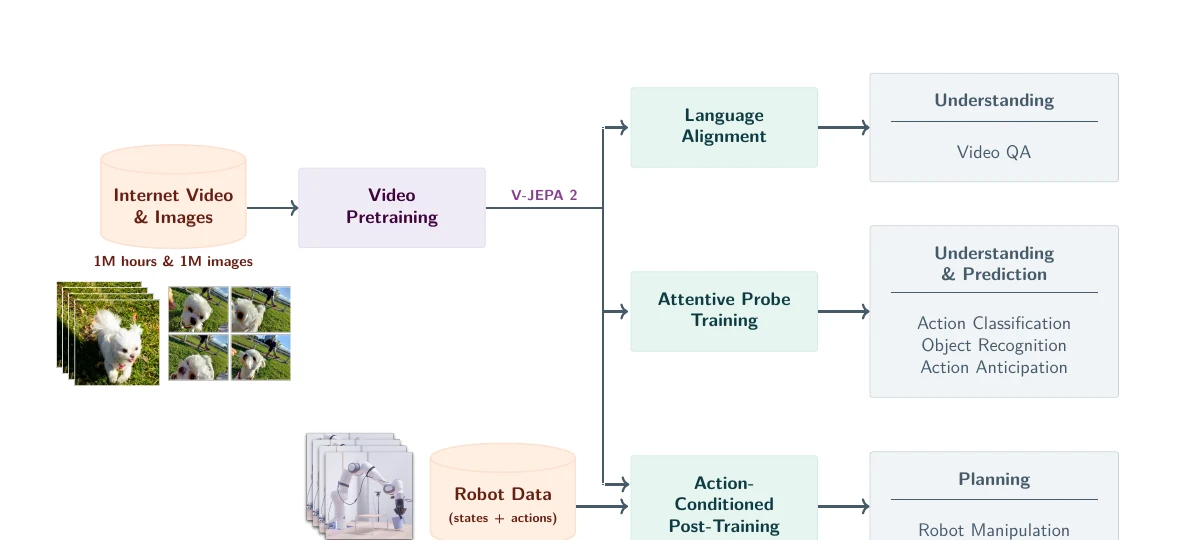 Internet Video
& Images
1M hours & 1M images
Video
Pretraining
V-JEPA 2
Language
Alignment
Understanding
Video QA
Attentive Probe
Training
Understanding
& Prediction
Action Classification
Object Recognition
Action Anticipation
Robot Data
(states + actions)
Action-
Conditioned
Post-Training
Planning
Robot Manipulation